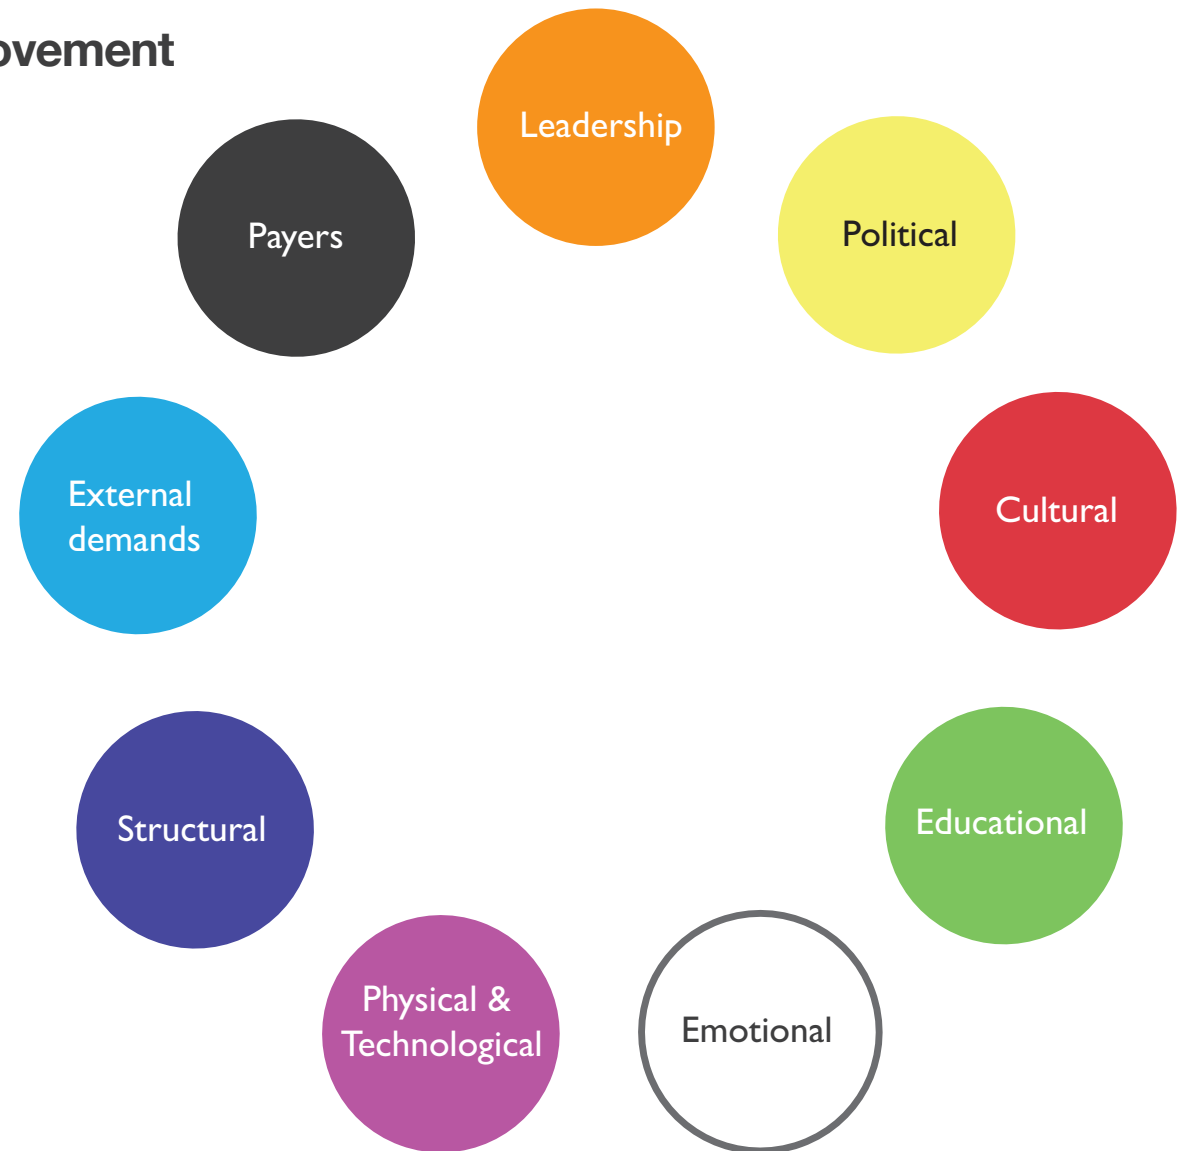 ovement
Leadership
Political
Payers
External
demands
Cultural
Educational
Structural
Physical &
Technological
Emotional